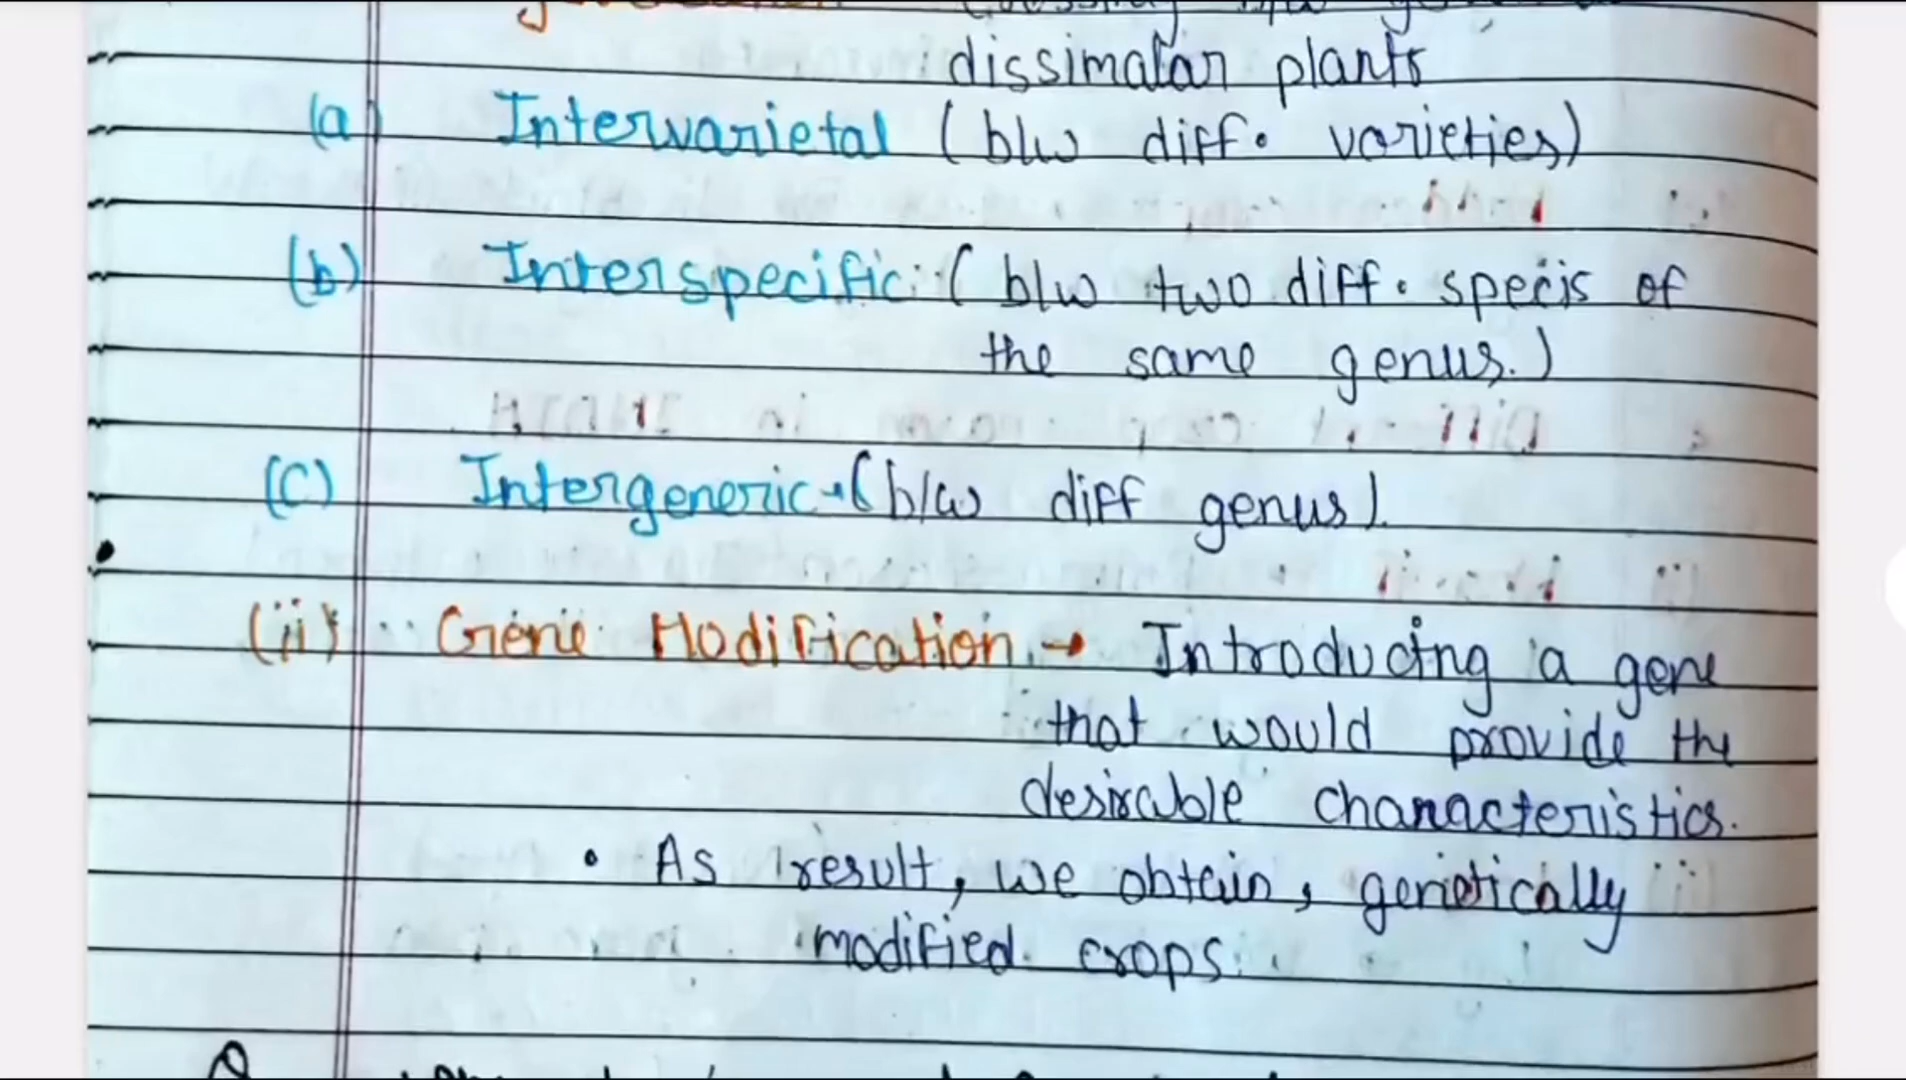 dissimalar plants
(a) Intervarietal (b/w diff. varieties)
(b) Interspecific (b/w two diff. specis of
the same genus.)
(C) Intergeneric → (b/w diff genus).
(ii) Gene Modification → Introducing a gene
that would provide the
desirable characteristics.
• As result, we obtain, genetically
modified crops.